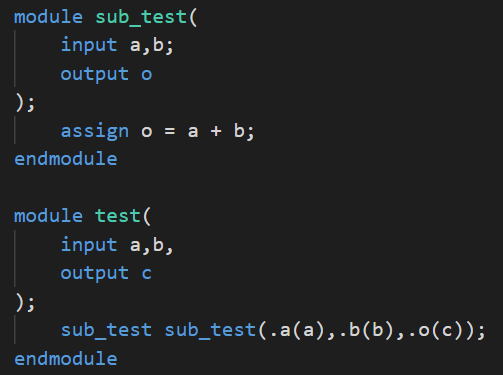 module sub_test(
    input a,b;
    output o
);
    assign o = a + b;
endmodule

module test(
    input a,b,
    output c
);
    sub_test sub_test(.a(a),.b(b),.o(c));
endmodule